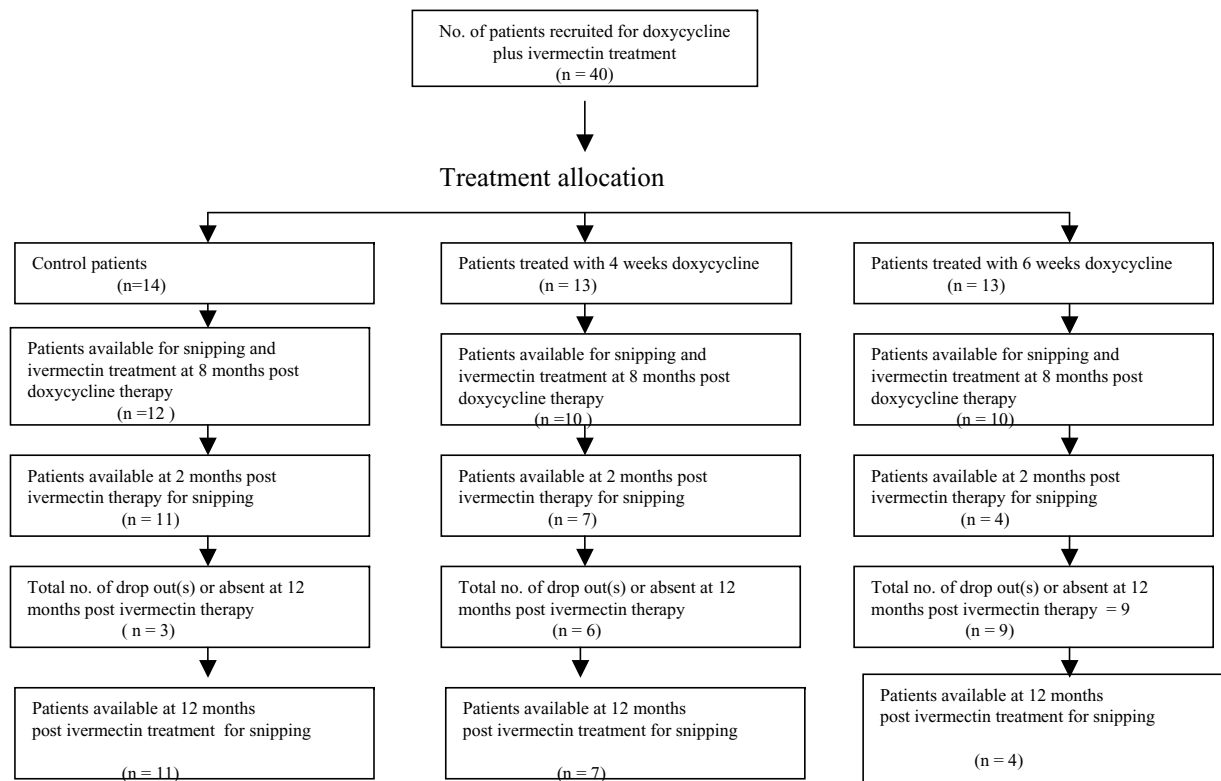 No. of patients recruited for doxycycline
plus ivermectin treatment
(n = 40)
Treatment allocation
Control patients
(n=14)
Patients available for snipping and
ivermectin treatment at 8 months post
doxycycline therapy
(n =12 )
Patients available at 2 months post
ivermectin therapy for snipping
(n = 11)
Total no. of drop out(s) or absent at 12
months post ivermectin therapy
( n = 3)
Patients available at 12 months
post ivermectin treatment for snipping
(n = 11)
Patients treated with 4 weeks doxycycline
(n = 13)
Patients available for snipping and
ivermectin treatment at 8 months post
doxycycline therapy
(n =10 )
Patients available at 2 months post
ivermectin therapy for snipping
(n = 7)
Total no. of drop out(s) or absent at 12
months post ivermectin therapy
(n = 6)
Patients available at 12 months
post ivermectin treatment for snipping
(n = 7)
Patients treated with 6 weeks doxycycline
(n = 13)
Patients available for snipping and
ivermectin treatment at 8 months post
doxycycline therapy
(n = 10)
Patients available at 2 months post
ivermectin therapy for snipping
(n = 4)
Total no. of drop out(s) or absent at 12
months post ivermectin therapy = 9
(n = 9)
Patients available at 12 months
post ivermectin treatment for snipping
(n = 4)